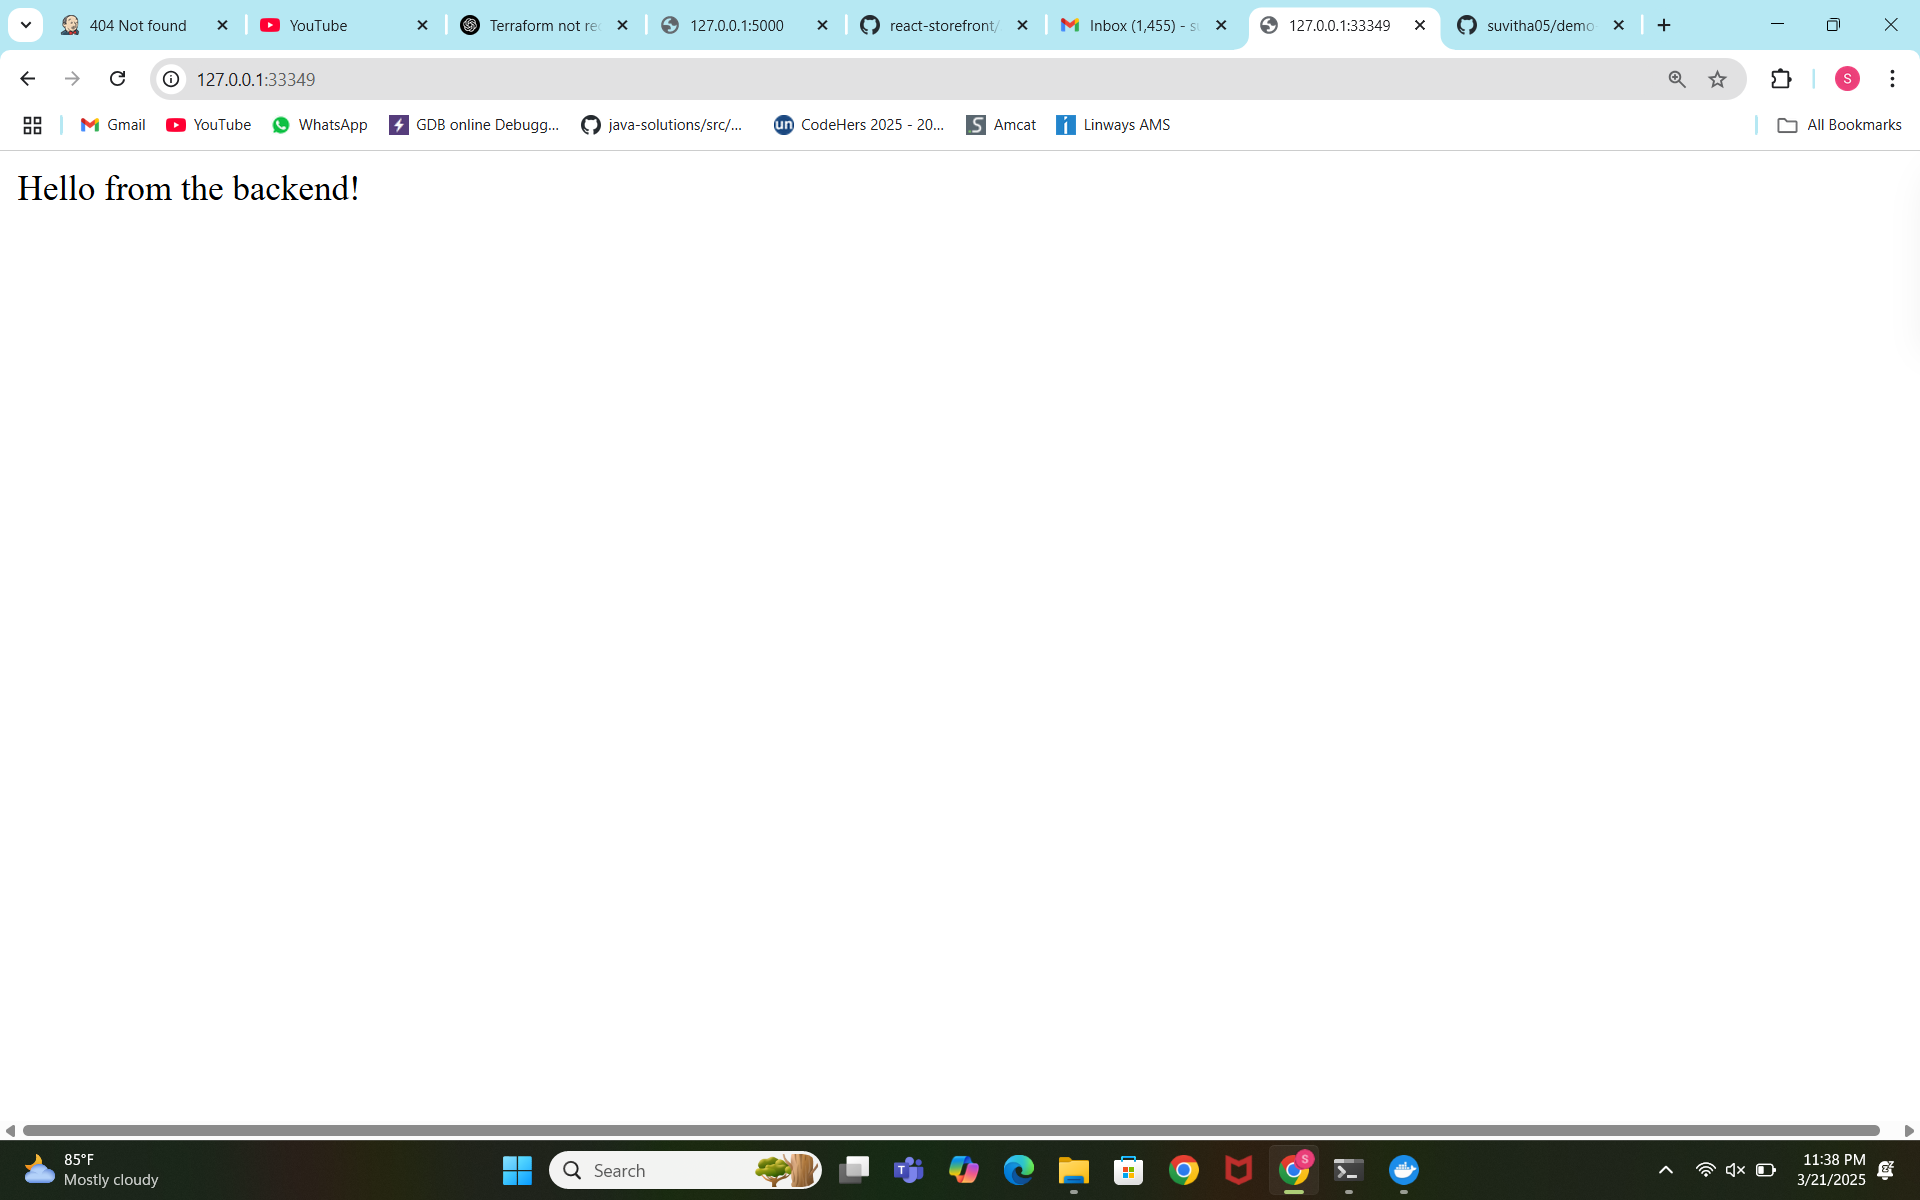 404 Not found
YouTube
Terraform not re
127.0.0.1:5000
react-storefront/
Inbox (1,455) - s
127.0.0.1:33349
suvitha05/demo
127.0.0.1:33349
S
Gmail
YouTube
WhatsApp
GDB online Debugg...
java-solutions/src/...
un
CodeHers 2025 - 20...
Amcat
Linways AMS
All Bookmarks
Hello from the backend!
85°F
Mostly cloudy
Search
S
11:38 PM
3/21/2025